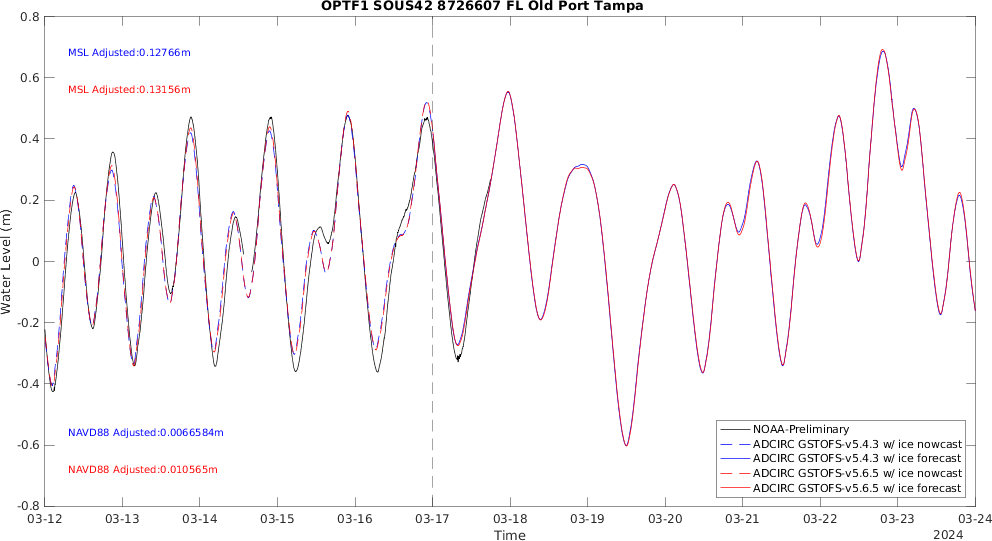 OPTF1 SOUS42 8726607 FL Old Port Tampa
0.8
0.6
0.4
0.2
0
-0.2
-0.4
-0.6
-0.8
Water Level (m)
MSL Adjusted:0.12766m
MSL Adjusted:0.13156m
NAVD88 Adjusted:0.0066584m
NAVD88 Adjusted:0.010565m
NOAA-Preliminary
ADCIRC GSTOFS-v5.4.3 w/ ice nowcast
ADCIRC GSTOFS-v5.4.3 w/ ice forecast
ADCIRC GSTOFS-v5.6.5 w/ ice nowcast
ADCIRC GSTOFS-v5.6.5 w/ ice forecast
03-12 03-13 03-14 03-15 03-16 03-17 03-18 03-19 03-20 03-21 03-22 03-23 03-24
Time
2024